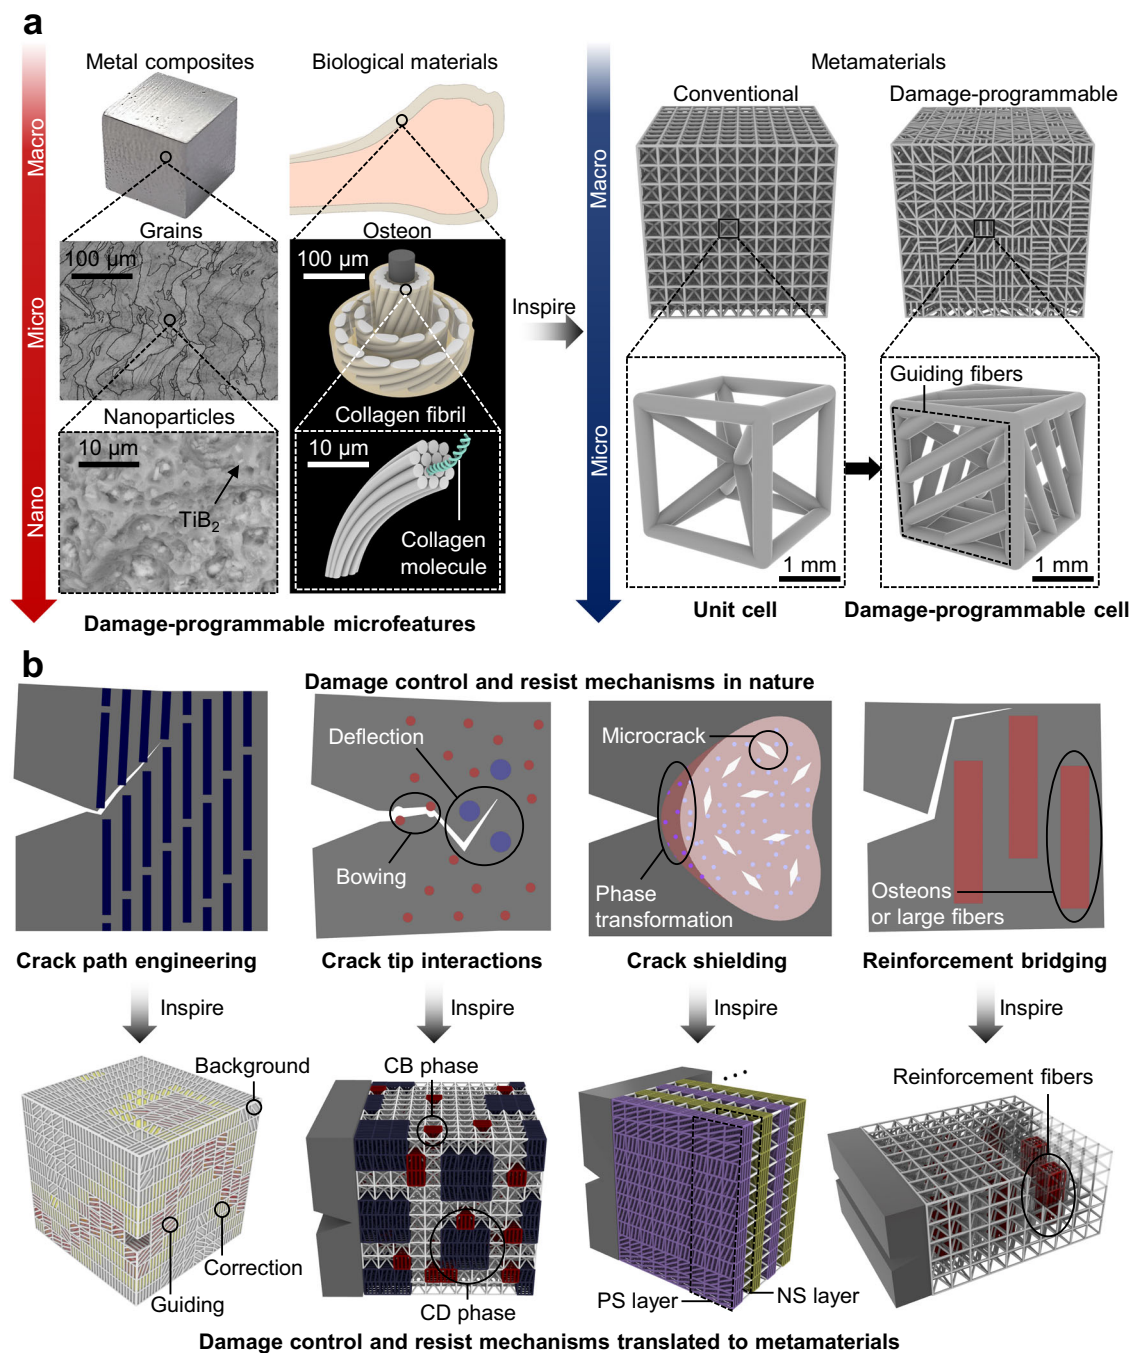 a
Metal composites
Biological materials
Metamaterials
Conventional
Damage-programmable
Macro
Micro
Nano
Macro
Micro
Grains
100 µm
Osteon
100 µm
Inspire
Nanoparticles
10 µm
TiB2
Collagen fibril
10 µm
Collagen
molecule
Guiding fibers
1 mm
1 mm
Unit cell
Damage-programmable cell
Damage-programmable microfeatures
b
Damage control and resist mechanisms in nature
Deflection
Bowing
Microcrack
Phase
transformation
Osteons
or large fibers
Crack path engineering
Crack tip interactions
Crack shielding
Reinforcement bridging
Inspire
Inspire
Inspire
Inspire
Background
Guiding
Correction
CB phase
CD phase
...
PS layer
NS layer
Reinforcement fibers
Damage control and resist mechanisms translated to metamaterials